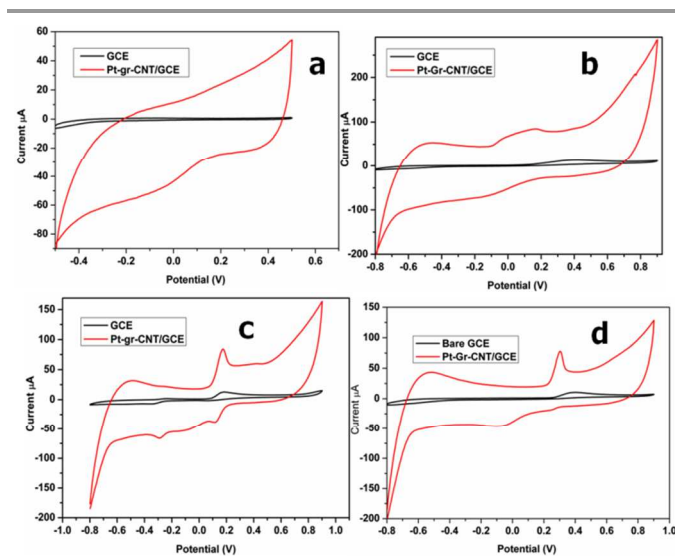 a
GCE
Pt-gr-CNT/GCE
Current µA
60
40
20
0
-20
-40
-60
-80
-0.4 -0.2 0.0 0.2 0.4 0.6
Potential (V)
b
GCE
Pt-Gr-CNT/GCE
Current µA
200
100
0
-100
-200
-0.8 -0.6 -0.4 -0.2 0.0 0.2 0.4 0.6 0.8
Potential (V)
c
GCE
Pt-gr-CNT/GCE
Current µA
150
100
50
0
-50
-100
-150
-200
-1.0 -0.8 -0.6 -0.4 -0.2 0.0 0.2 0.4 0.6 0.8 1.0
Potential (V)
d
Bare GCE
Pt-Gr-CNT/GCE
Current µA
150
100
50
0
-50
-100
-150
-200
-0.8 -0.6 -0.4 -0.2 0.0 0.2 0.4 0.6 0.8 1.0
Potential (V)